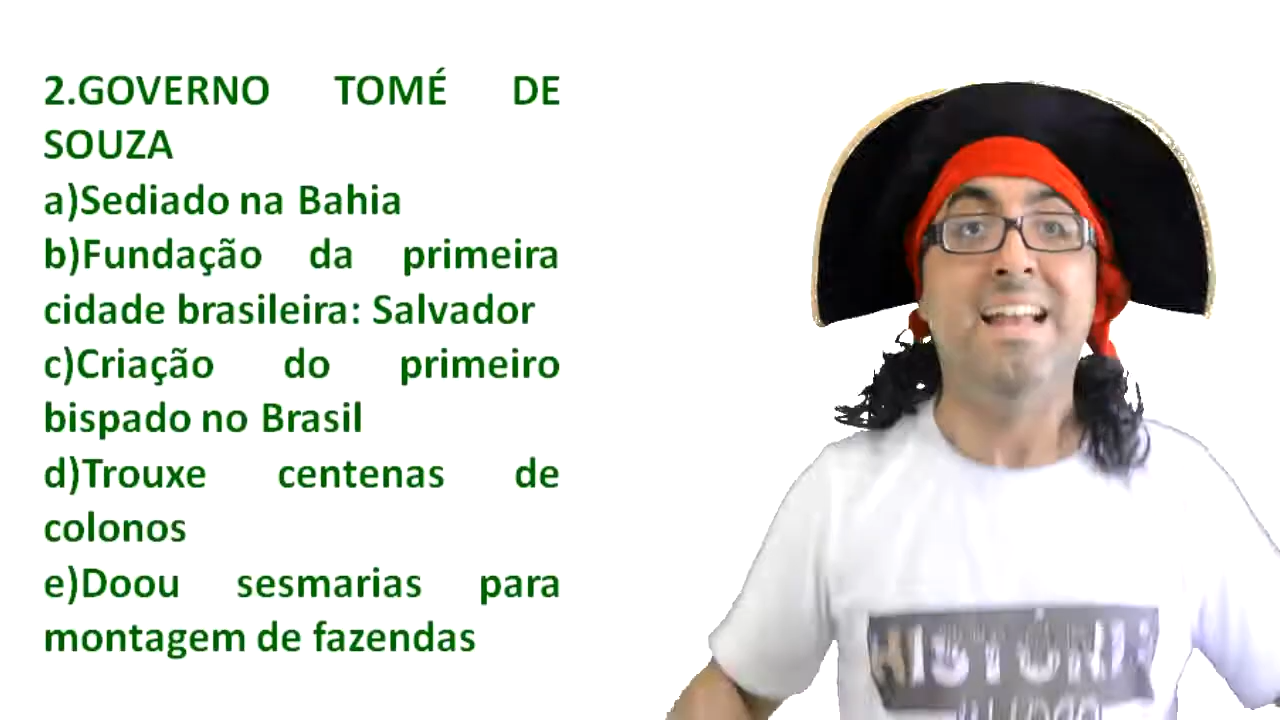 2.GOVERNO TOMÉ DE
SOUZA
a)Sediado na Bahia
b)Fundação da primeira
cidade brasileira: Salvador
c)Criação do primeiro
bispado no Brasil
d)Trouxe centenas de
colonos
e)Doou sesmarias para
montagem de fazendas